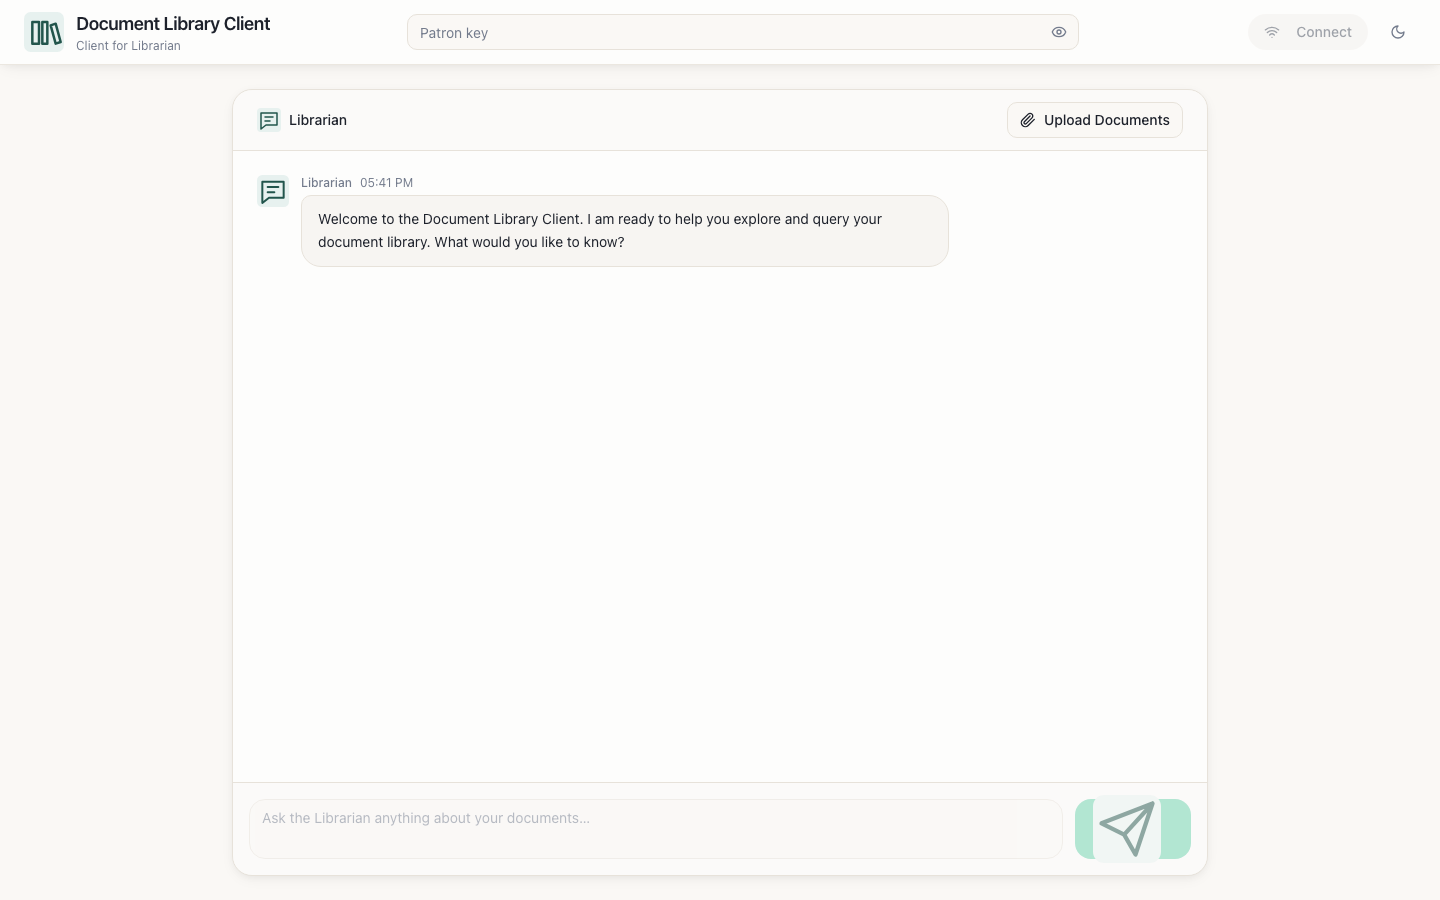 Document Library Client
Client for Librarian
Patron key
Connect
Librarian
Upload Documents
Librarian 05:41 PM
Welcome to the Document Library Client. I am ready to help you explore and query your
document library. What would you like to know?
Ask the Librarian anything about your documents...